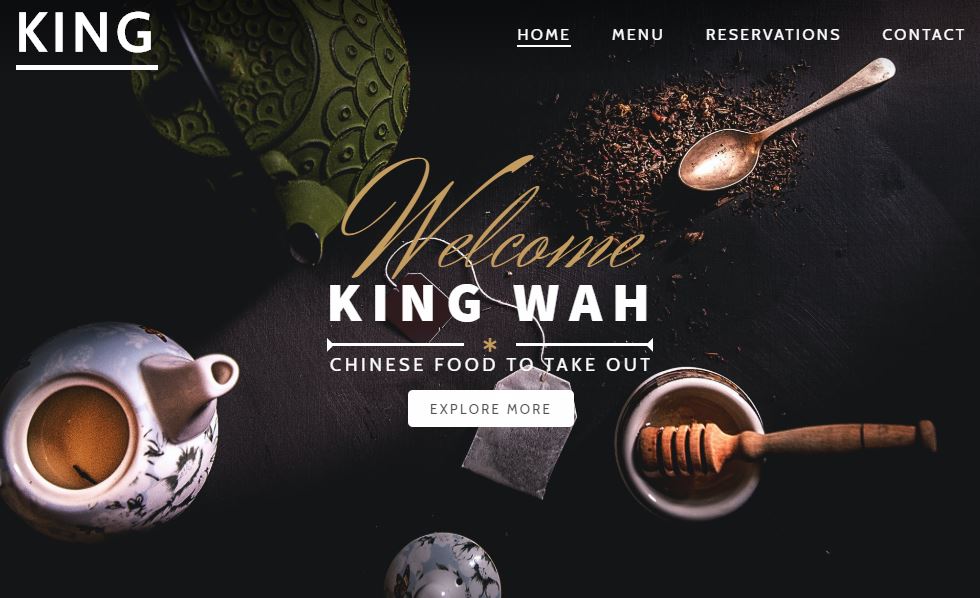 KING
HOME MENU RESERVATIONS CONTACT
Welcome
KING WAH
CHINESE FOOD TO TAKE OUT
EXPLORE MORE